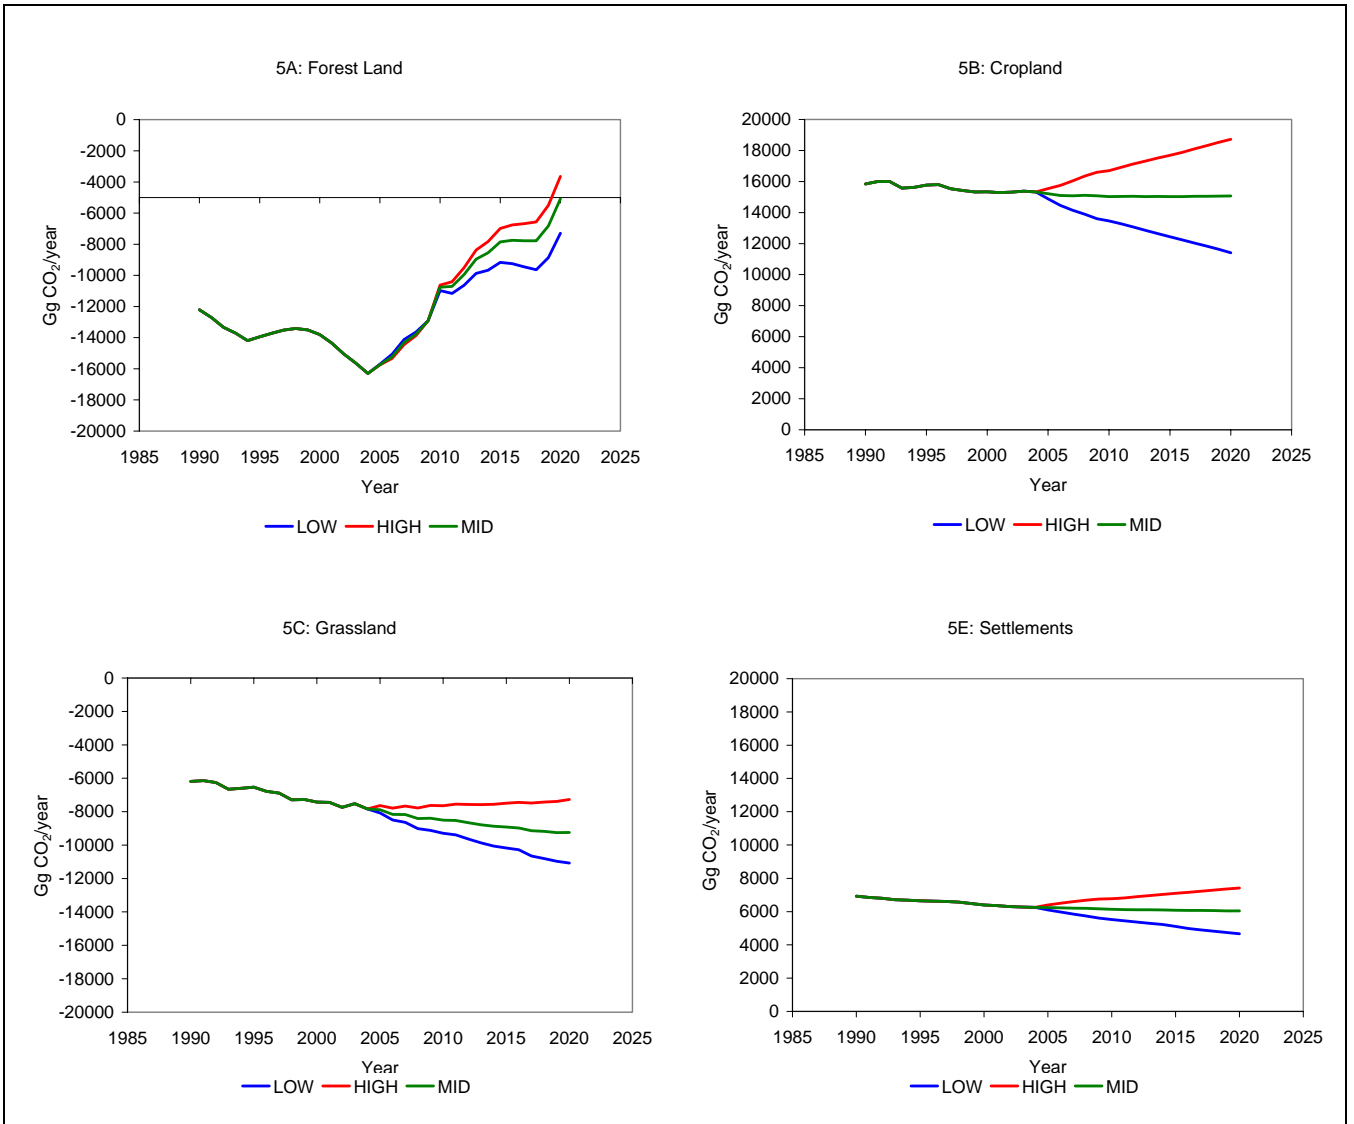 5A: Forest Land
0
-2000
-4000
-6000
-8000
-10000
-12000
-14000
-16000
-18000
-20000
Gg CO₂/year
1985 1990 1995 2000 2005 2010 2015 2020 2025
Year
LOW HIGH MID
5B: Cropland
20000
18000
16000
14000
12000
10000
8000
6000
4000
2000
0
Gg CO₂/year
1985 1990 1995 2000 2005 2010 2015 2020 2025
Year
LOW HIGH MID
5C: Grassland
0
-2000
-4000
-6000
-8000
-10000
-12000
-14000
-16000
-18000
-20000
Gg CO₂/year
1985 1990 1995 2000 2005 2010 2015 2020 2025
Year
LOW HIGH MID
5E: Settlements
20000
18000
16000
14000
12000
10000
8000
6000
4000
2000
0
Gg CO₂/year
1985 1990 1995 2000 2005 2010 2015 2020 2025
Year
LOW HIGH MID